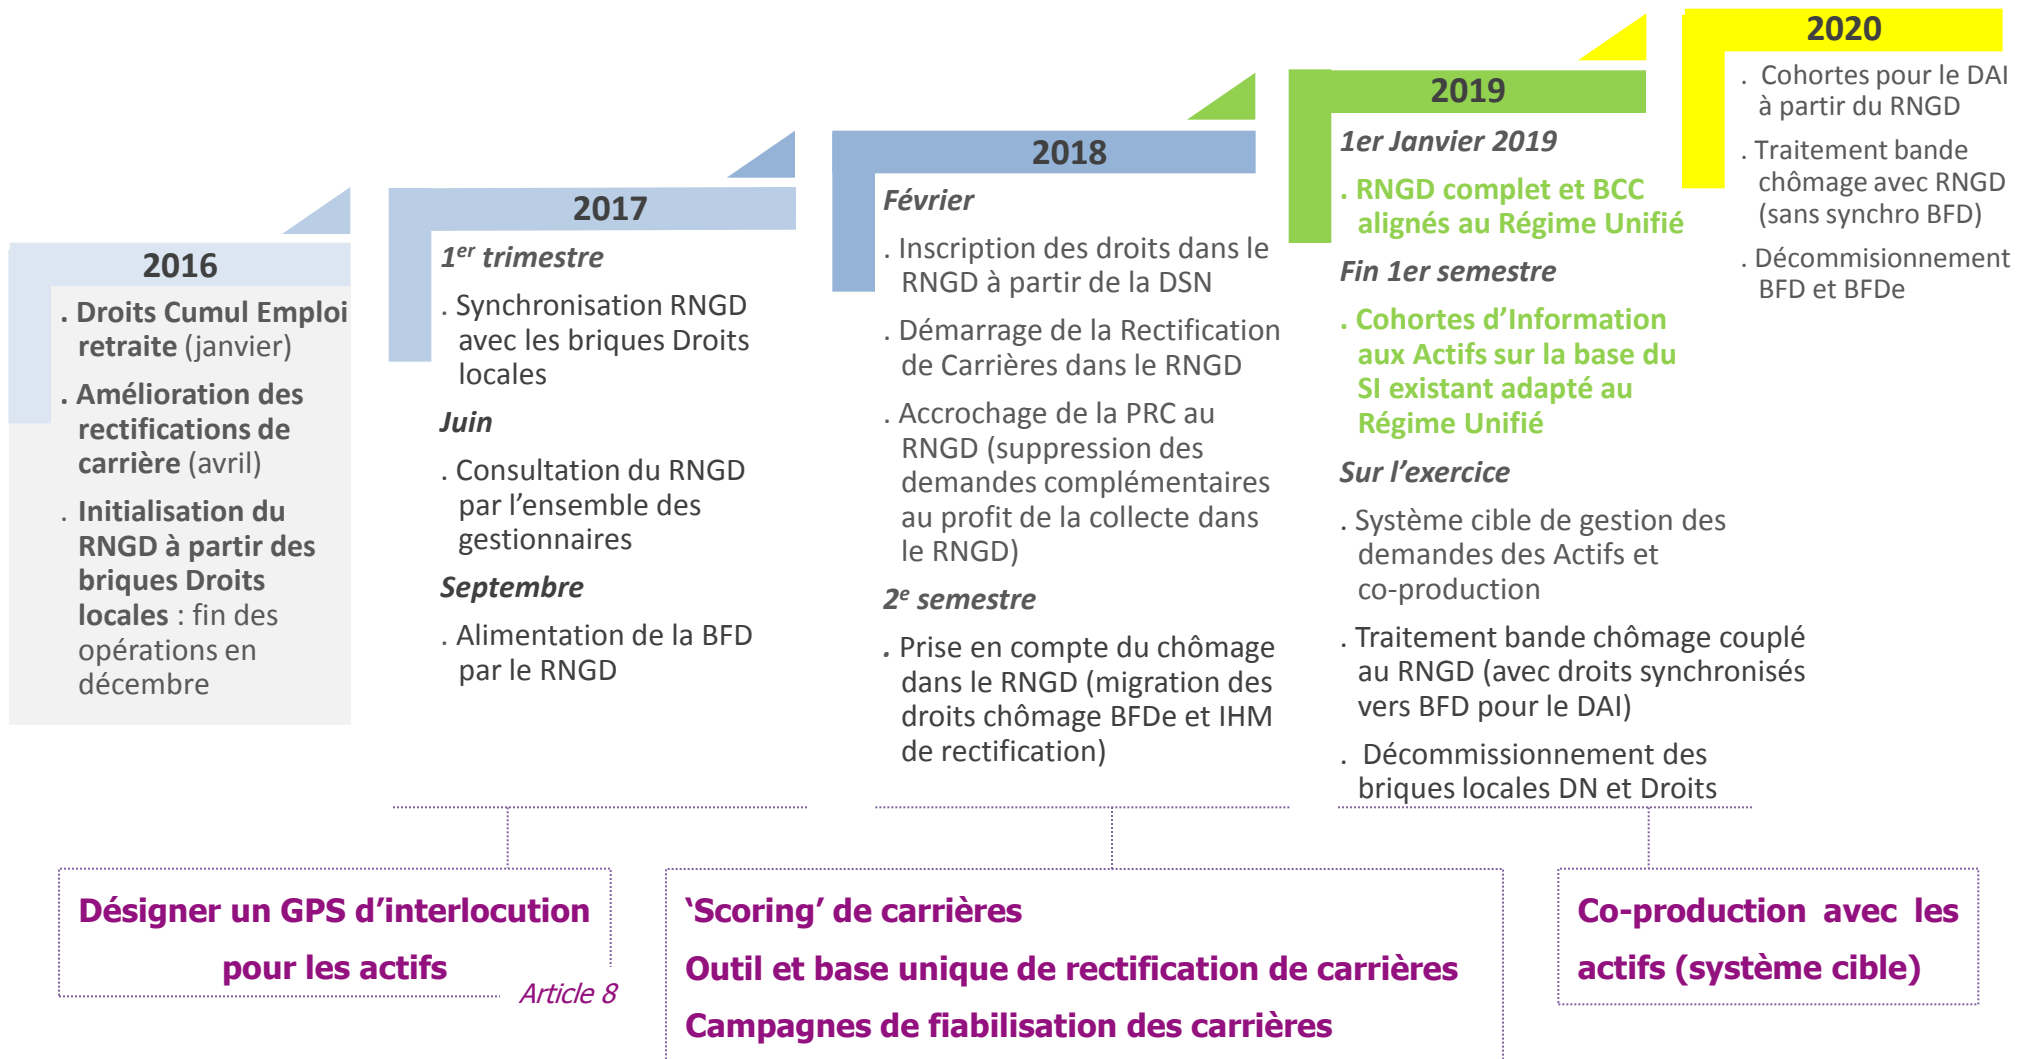 2016
. Droits Cumul Emploi
retraite (janvier)
. Amélioration des
rectifications de
carrière (avril)
. Initialisation du
RNGD à partir des
briques Droits
locales : fin des
opérations en
décembre
2017
1er trimestre
. Synchronisation RNGD
avec les briques Droits
locales
Juin
. Consultation du RNGD
par l’ensemble des
gestionnaires
Septembre
. Alimentation de la BFD
par le RNGD
2018
Février
. Inscription des droits dans le
RNGD à partir de la DSN
. Démarrage de la Rectification
de Carrières dans le RNGD
. Accrochage de la PRC au
RNGD (suppression des
demandes complémentaires
au profit de la collecte dans
le RNGD)
2e semestre
. Prise en compte du chômage
dans le RNGD (migration des
droits chômage BFDe et IHM
de rectification)
2019
1er Janvier 2019
. RNGD complet et BCC
alignés au Régime Unifié
Fin 1er semestre
. Cohortes d’Information
aux Actifs sur la base du
SI existant adapté au
Régime Unifié
Sur l’exercice
. Système cible de gestion des
demandes des Actifs et
co-production
. Traitement bande chômage couplé
au RNGD (avec droits synchronisés
vers BFD pour le DAI)
. Décommissionnement des
briques locales DN et Droits
2020
. Cohortes pour le DAI
à partir du RNGD
. Traitement bande
chômage avec RNGD
(sans synchro BFD)
. Décommisionnement
BFD et BFDe
Désigner un GPS d’interlocution
pour les actifs
Article 8
‘Scoring’ de carrières
Outil et base unique de rectification de carrières
Campagnes de fiabilisation des carrières
Co-production avec les
actifs (système cible)